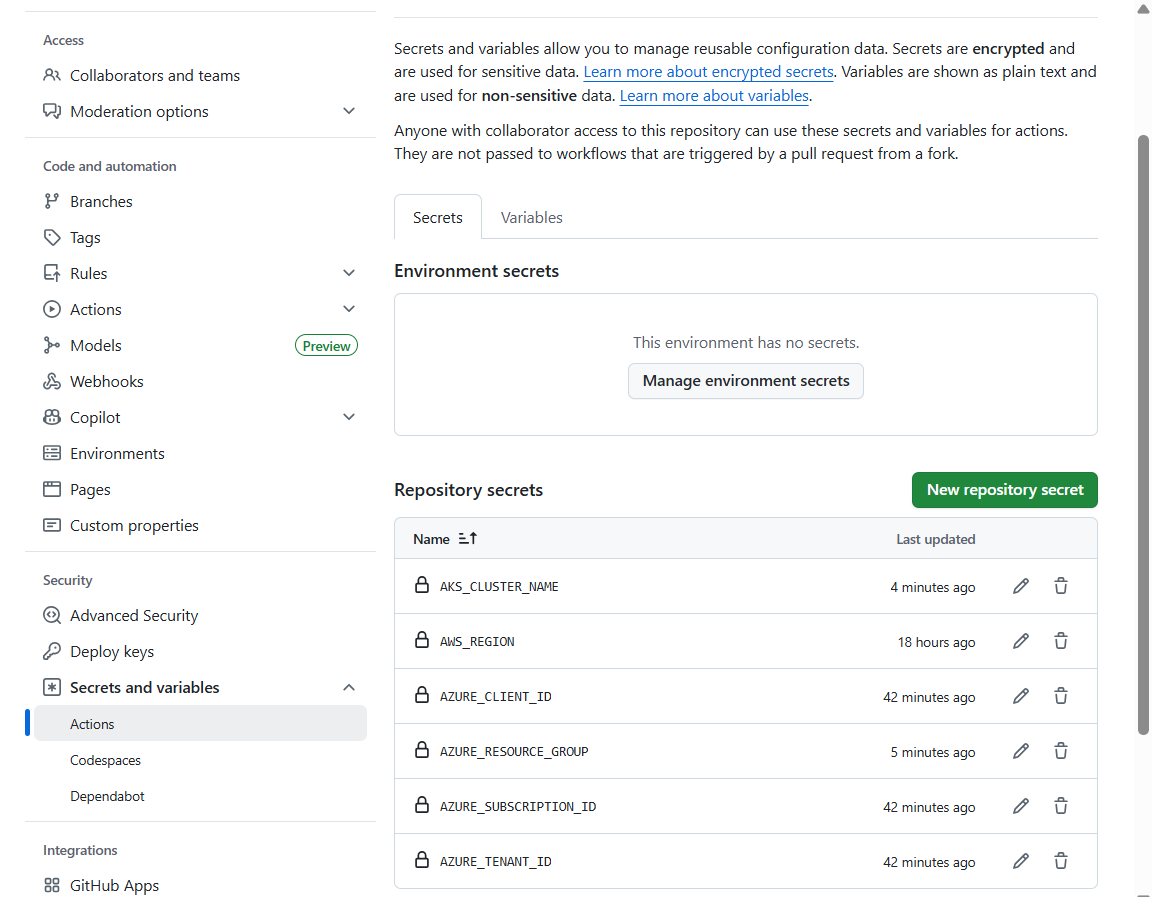 Access
Collaborators and teams
Moderation options
Code and automation
Branches
Tags
Rules
Actions
Models
Preview
Webhooks
Copilot
Environments
Pages
Custom properties
Security
Advanced Security
Deploy keys
Secrets and variables
Actions
Codespaces
Dependabot
Integrations
GitHub Apps
Secrets and variables allow you to manage reusable configuration data. Secrets are encrypted and
are used for sensitive data. Learn more about encrypted secrets. Variables are shown as plain text and
are used for non-sensitive data. Learn more about variables.
Anyone with collaborator access to this repository can use these secrets and variables for actions.
They are not passed to workflows that are triggered by a pull request from a fork.
Secrets Variables
Environment secrets
This environment has no secrets.
Manage environment secrets
Repository secrets New repository secret
Name Last updated
AKS_CLUSTER_NAME 4 minutes ago
AWS_REGION 18 hours ago
AZURE_CLIENT_ID 42 minutes ago
AZURE_RESOURCE_GROUP 5 minutes ago
AZURE_SUBSCRIPTION_ID 42 minutes ago
AZURE_TENANT_ID 42 minutes ago